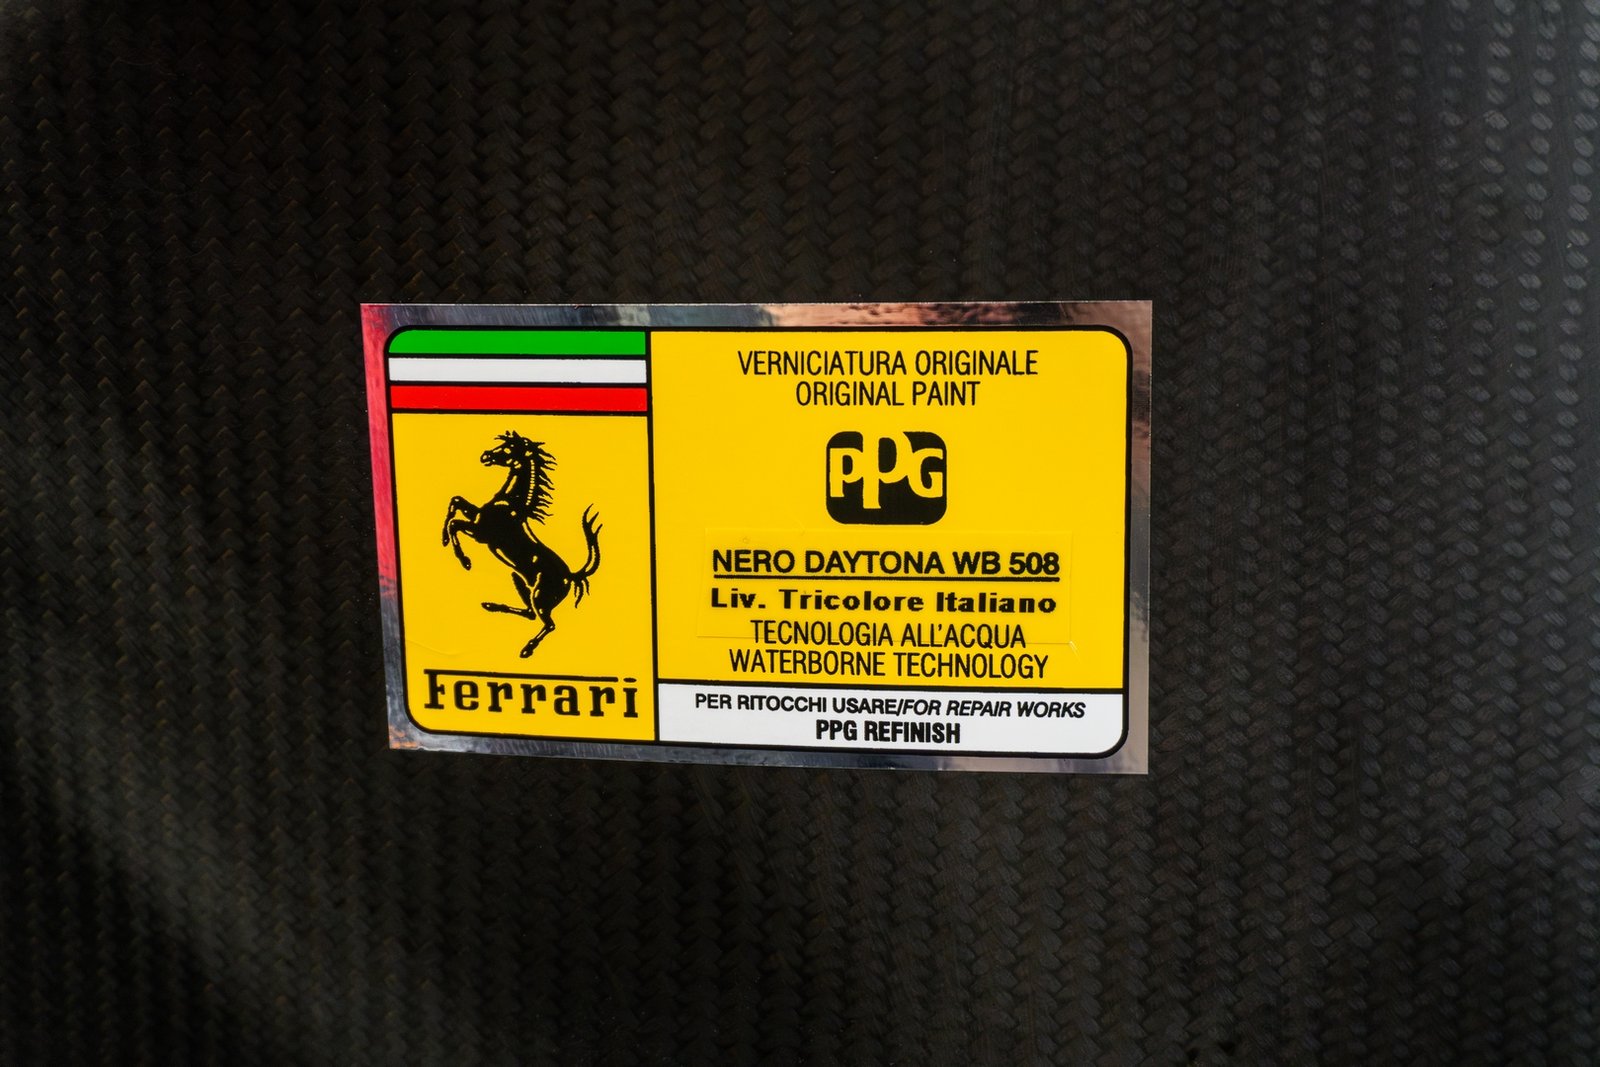 Ferrari
VERNICIATURA ORIGINALE
ORIGINAL PAINT
PPG
NERO DAYTONA WB 508
Liv. Tricolore Italiano
TECNOLOGIA ALL'ACQUA
WATERBORNE TECHNOLOGY
PER RITOCCHI USARE/FOR REPAIR WORKS
PPG REFINISH